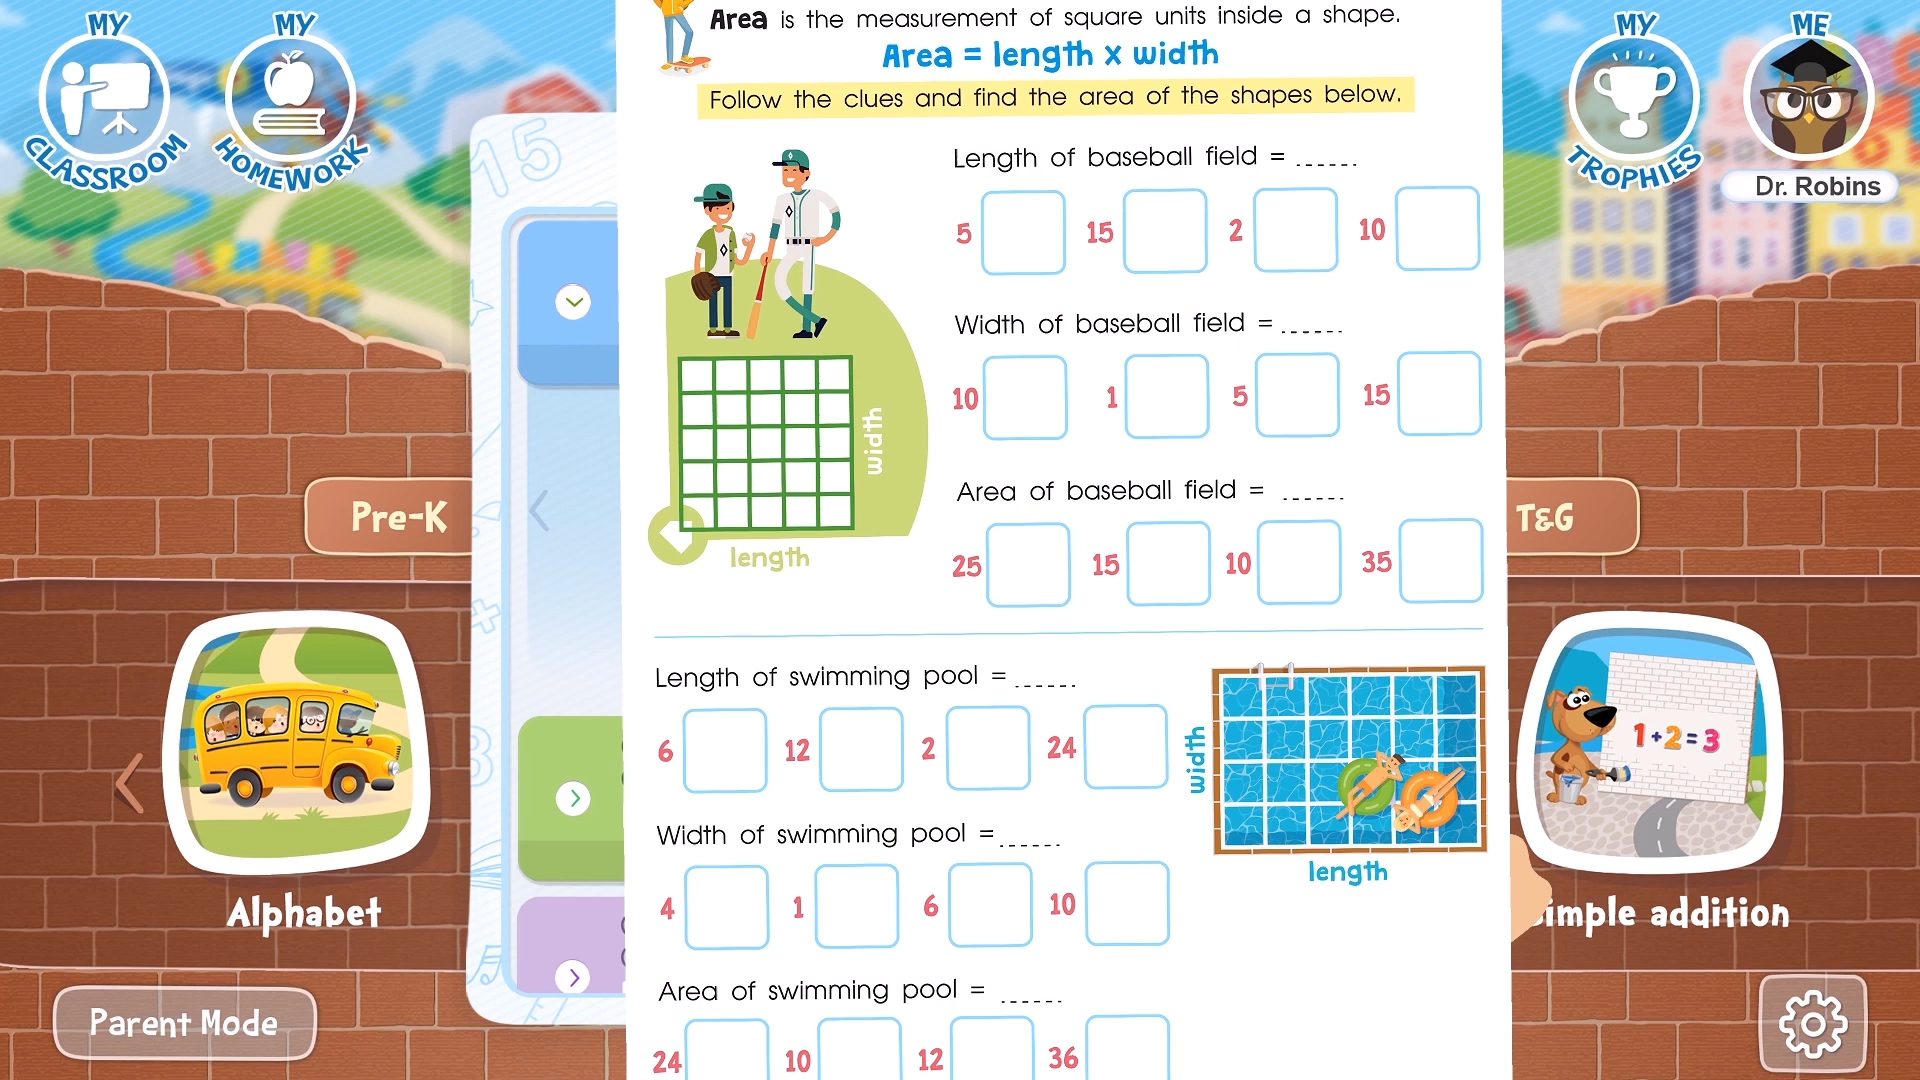 MY
CLASSROOM
MY
HOMEWORK
MY
TROPHIES
ME
Dr. Robins
Area is the measurement of square units inside a shape.
Area = length x width
Follow the clues and find the area of the shapes below.
Length of baseball field = _ _ _ _ _
5 15 2 10
Width of baseball field = _ _ _ _ _
10 1 5 15
Area of baseball field = _ _ _ _ _
25 15 10 35
width
length
Length of swimming pool = _ _ _ _ _
6 12 2 24
Width of swimming pool = _ _ _ _ _
4 1 6 10
Area of swimming pool = _ _ _ _ _
24 10 12 36
width
length
15
3
Pre-K
T&G
Alphabet
1+2=3
imple addition
Parent Mode